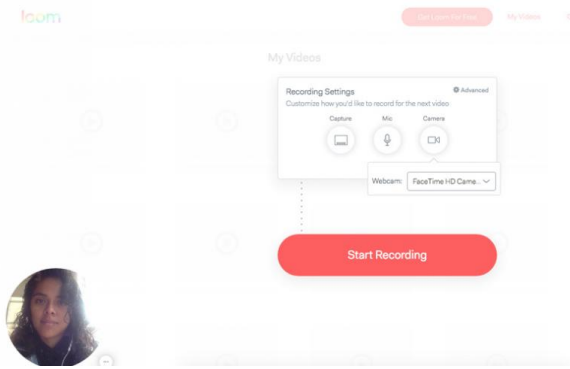 loom
Get Loom For Free
My Videos
My Videos
Recording Settings
Advanced
Customize how you'd like to record for the next video
Capture
Mic
Camera
Webcam:
FaceTime HD Came...
Start Recording